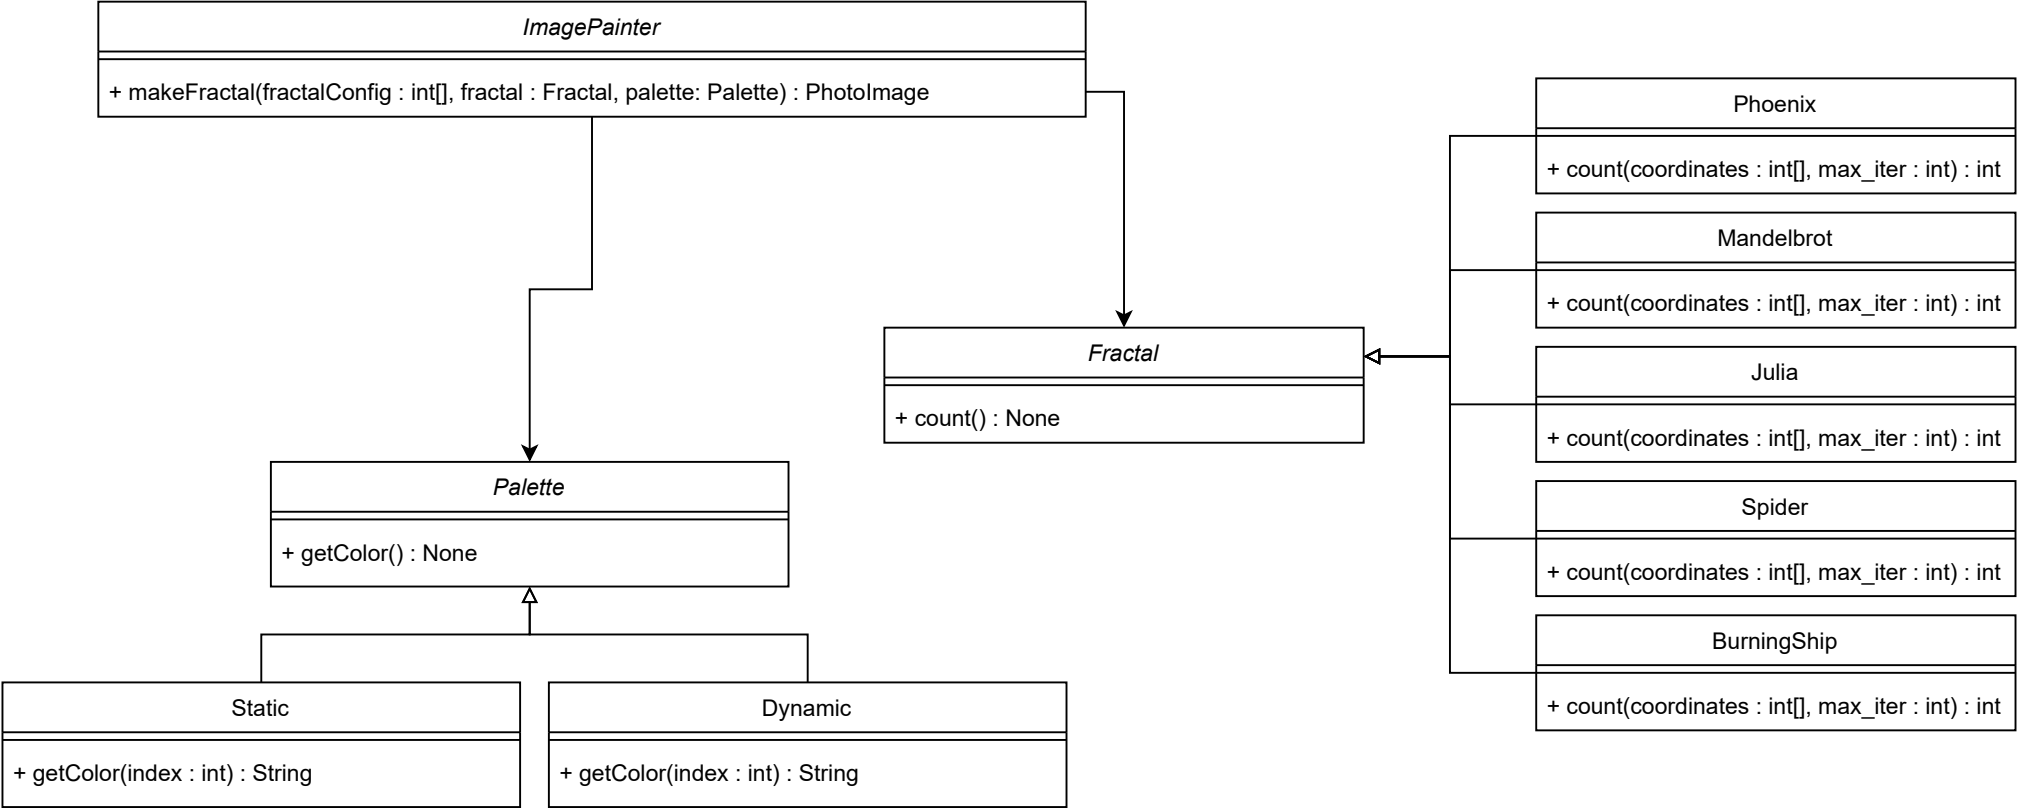 ImagePainter
+ makeFractal(fractalConfig : int[], fractal : Fractal, palette: Palette) : PhotoImage
Phoenix
+ count(coordinates : int[], max_iter : int) : int
Mandelbrot
+ count(coordinates : int[], max_iter : int) : int
Fractal
+ count() : None
Julia
+ count(coordinates : int[], max_iter : int) : int
Palette
+ getColor() : None
Spider
+ count(coordinates : int[], max_iter : int) : int
BurningShip
+ count(coordinates : int[], max_iter : int) : int
Static
+ getColor(index : int) : String
Dynamic
+ getColor(index : int) : String